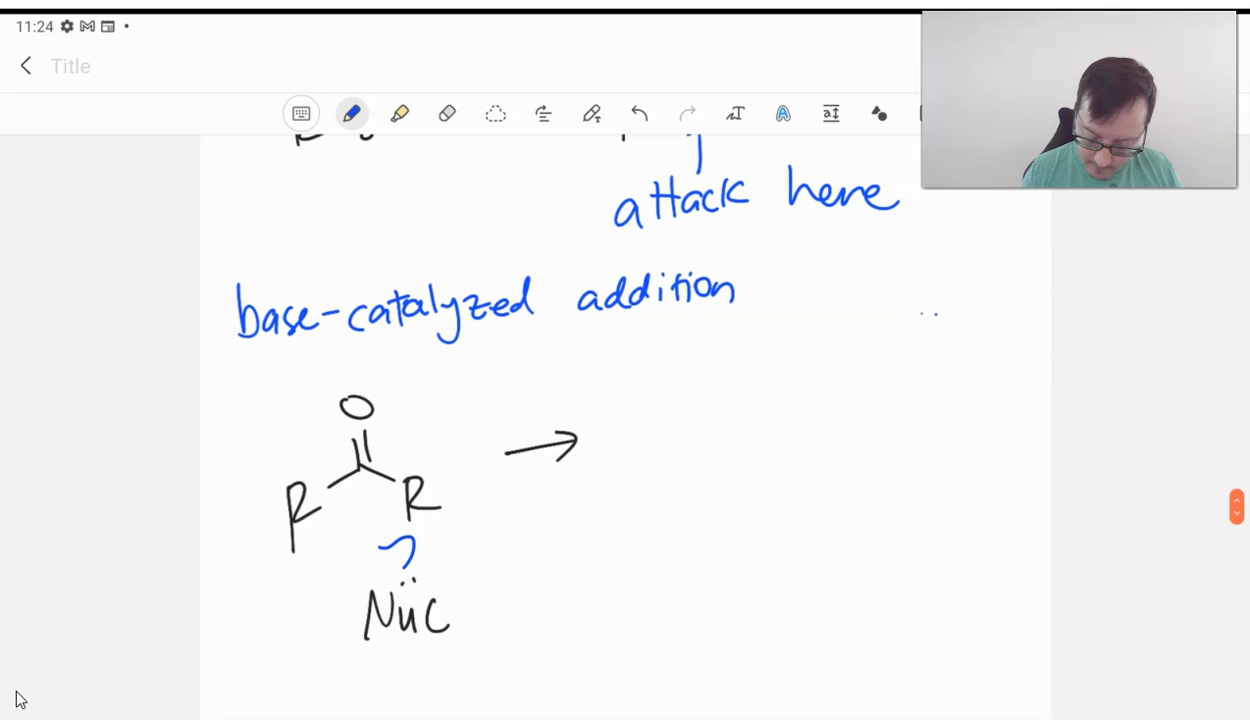 11:24
Title
attack here
base-catalyzed addition
O
R R
Nuc